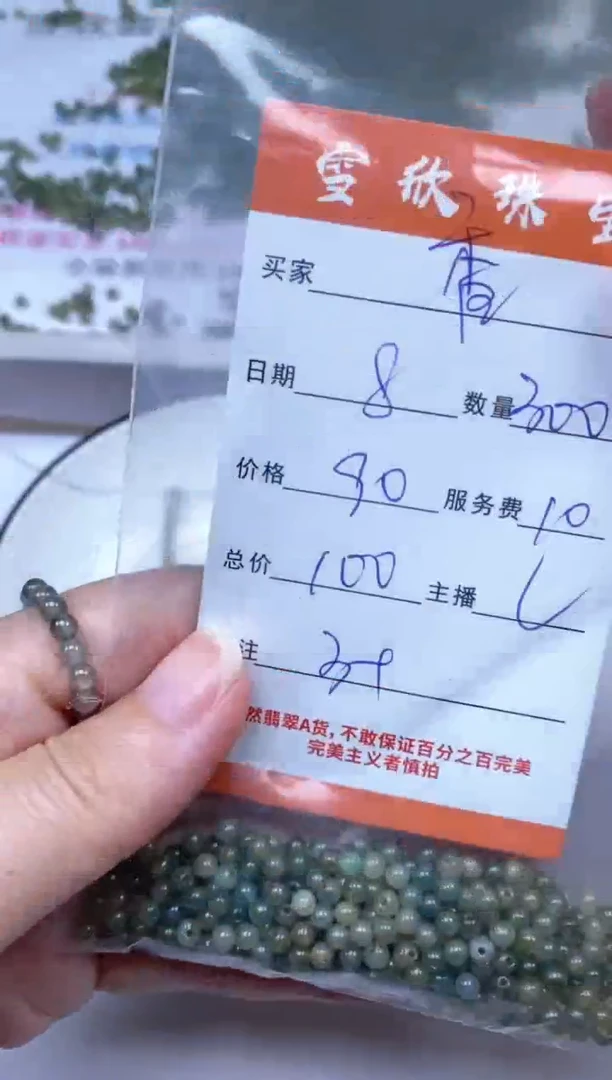 雪欣珠宝
买家 香
日期 8 数量 300
价格 90 服务费 10
总价 100 主播 L
注
然翡翠A货,不敢保证百分之百完美
完美主义者慎拍